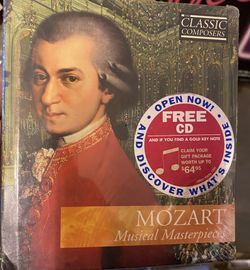 CLASSIC
COMPOSERS
· OPEN NOW! ·
FREE
CD
AND IF YOU FIND A GOLD KEY NOTE
CLAIM YOUR
GIFT PACKAGE
WORTH UP TO
$64.95
AND DISCOVER WHAT'S INSIDE
MOZART
Musical Masterpieces